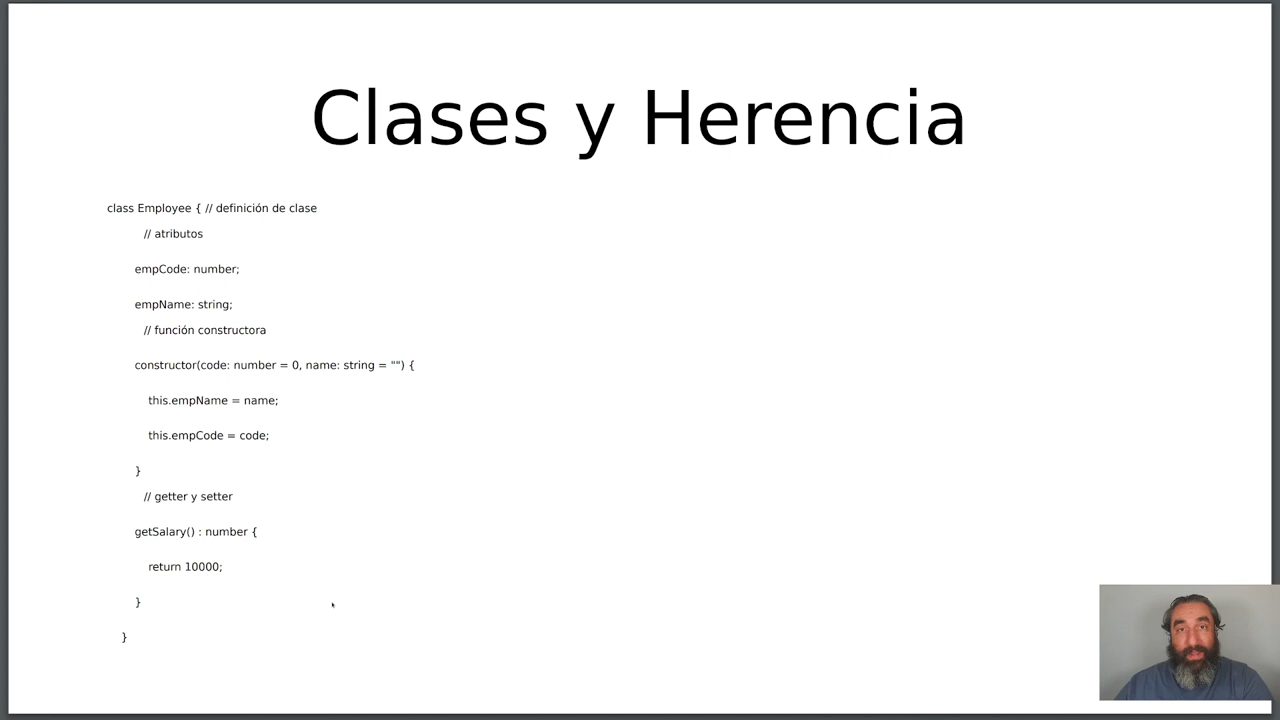 Clases y Herencia
class Employee { // definición de clase
// atributos
empCode: number;
empName: string;
// función constructora
constructor(code: number = 0, name: string = "") {
this.empName = name;
this.empCode = code;
}
// getter y setter
getSalary() : number {
return 10000;
}
}